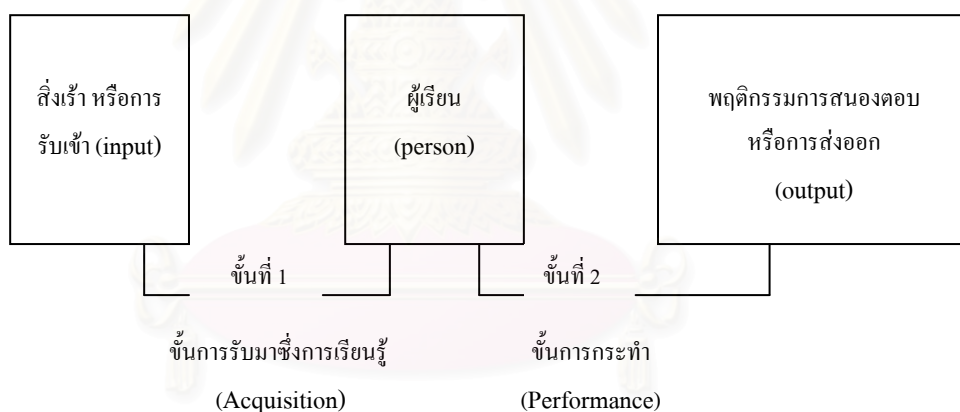 สิ่งเร้า หรือการ
รับเข้า (input)
ผู้เรียน
(person)
พฤติกรรมการสนองตอบ
หรือการส่งออก
(output)
ขั้นที่ 1
ขั้นการรับมาซึ่งการเรียนรู้
(Acquisition)
ขั้นที่ 2
ขั้นการกระทำ
(Performance)